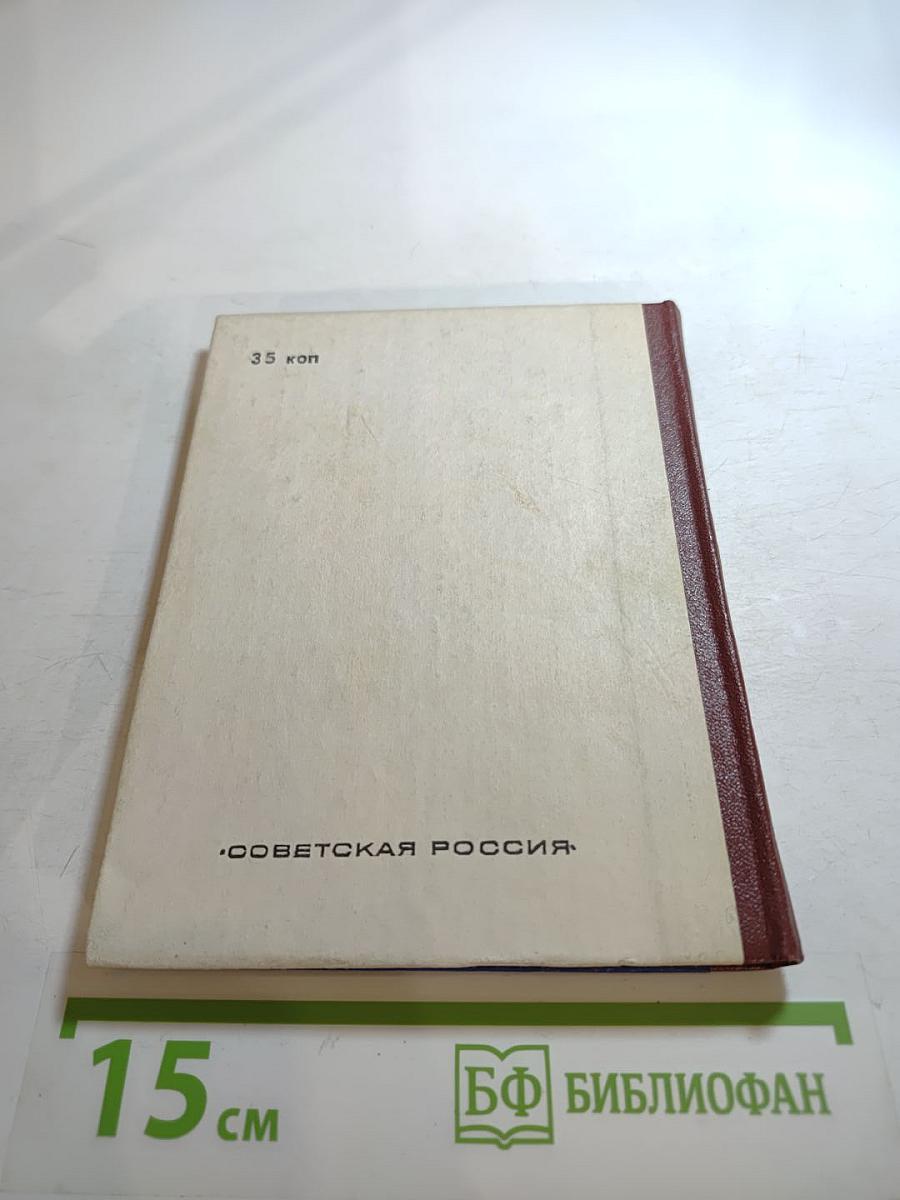 35 коп
«СОВЕТСКАЯ РОССИЯ»
15 см
БФ БИБЛИОФАН